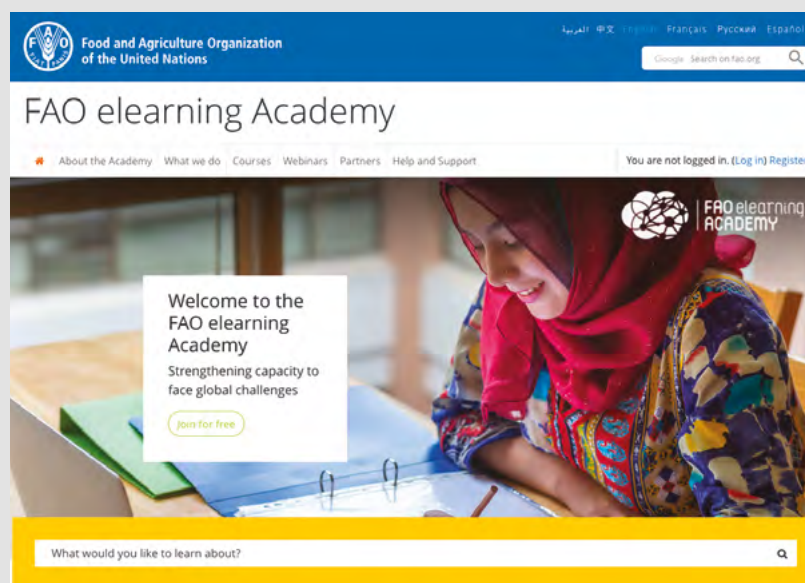 Food and Agriculture Organization
of the United Nations
العربية 中文 English Français Русский Español
Google Search on fao.org
FAO elearning Academy
About the Academy What we do Courses Webinars Partners Help and Support
You are not logged in. (Log in) Register
FAO elearning
ACADEMY
Welcome to the
FAO elearning
Academy
Strengthening capacity to
face global challenges
Join for free
What would you like to learn about?